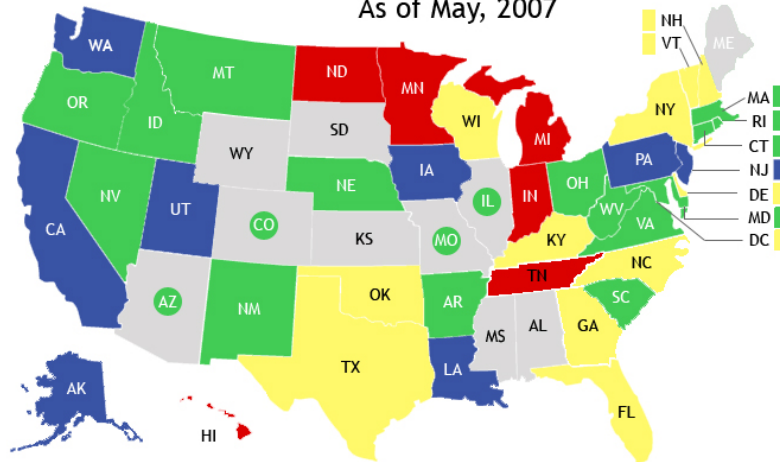 As of May, 2007
NH
VT
ME
WA
MT
ND
MN
OR
ID
SD
WI
NY
MA
RI
CT
NJ
DE
MD
DC
WY
MI
IA
PA
NE
NV
UT
CO
IL
IN
OH
WV
VA
CA
KS
MO
KY
NC
TN
AZ
NM
OK
AR
SC
MS
AL
GA
TX
LA
AK
HI
FL